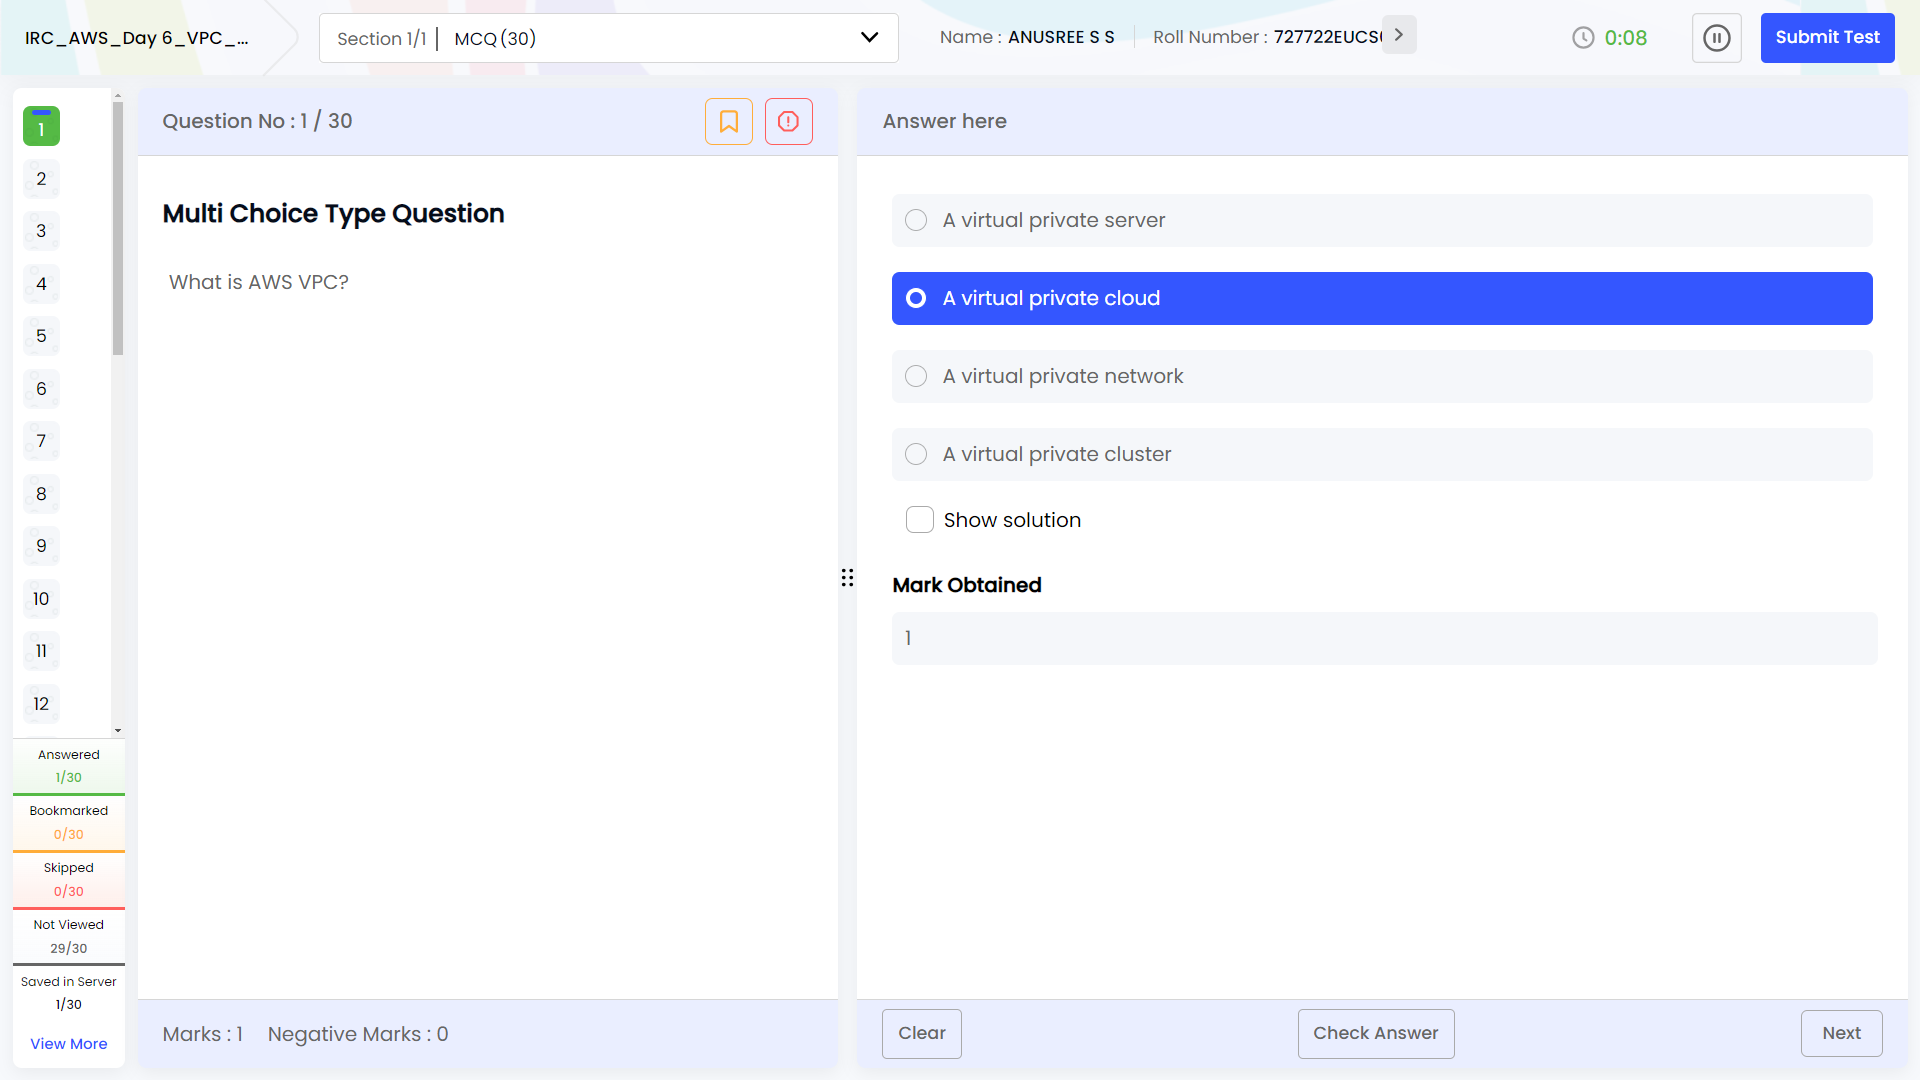 IRC_AWS_Day 6_VPC_...
Section 1/1 | MCQ (30)
Name : ANUSREE S S
Roll Number : 727722EUCS
0:08
Submit Test
1
2
3
4
5
6
7
8
9
10
11
12
Answered
1/30
Bookmarked
0/30
Skipped
0/30
Not Viewed
29/30
Saved in Server
1/30
View More
Question No : 1 / 30
Multi Choice Type Question
What is AWS VPC?
Marks : 1 Negative Marks : 0
Answer here
A virtual private server
A virtual private cloud
A virtual private network
A virtual private cluster
Show solution
Mark Obtained
1
Clear
Check Answer
Next